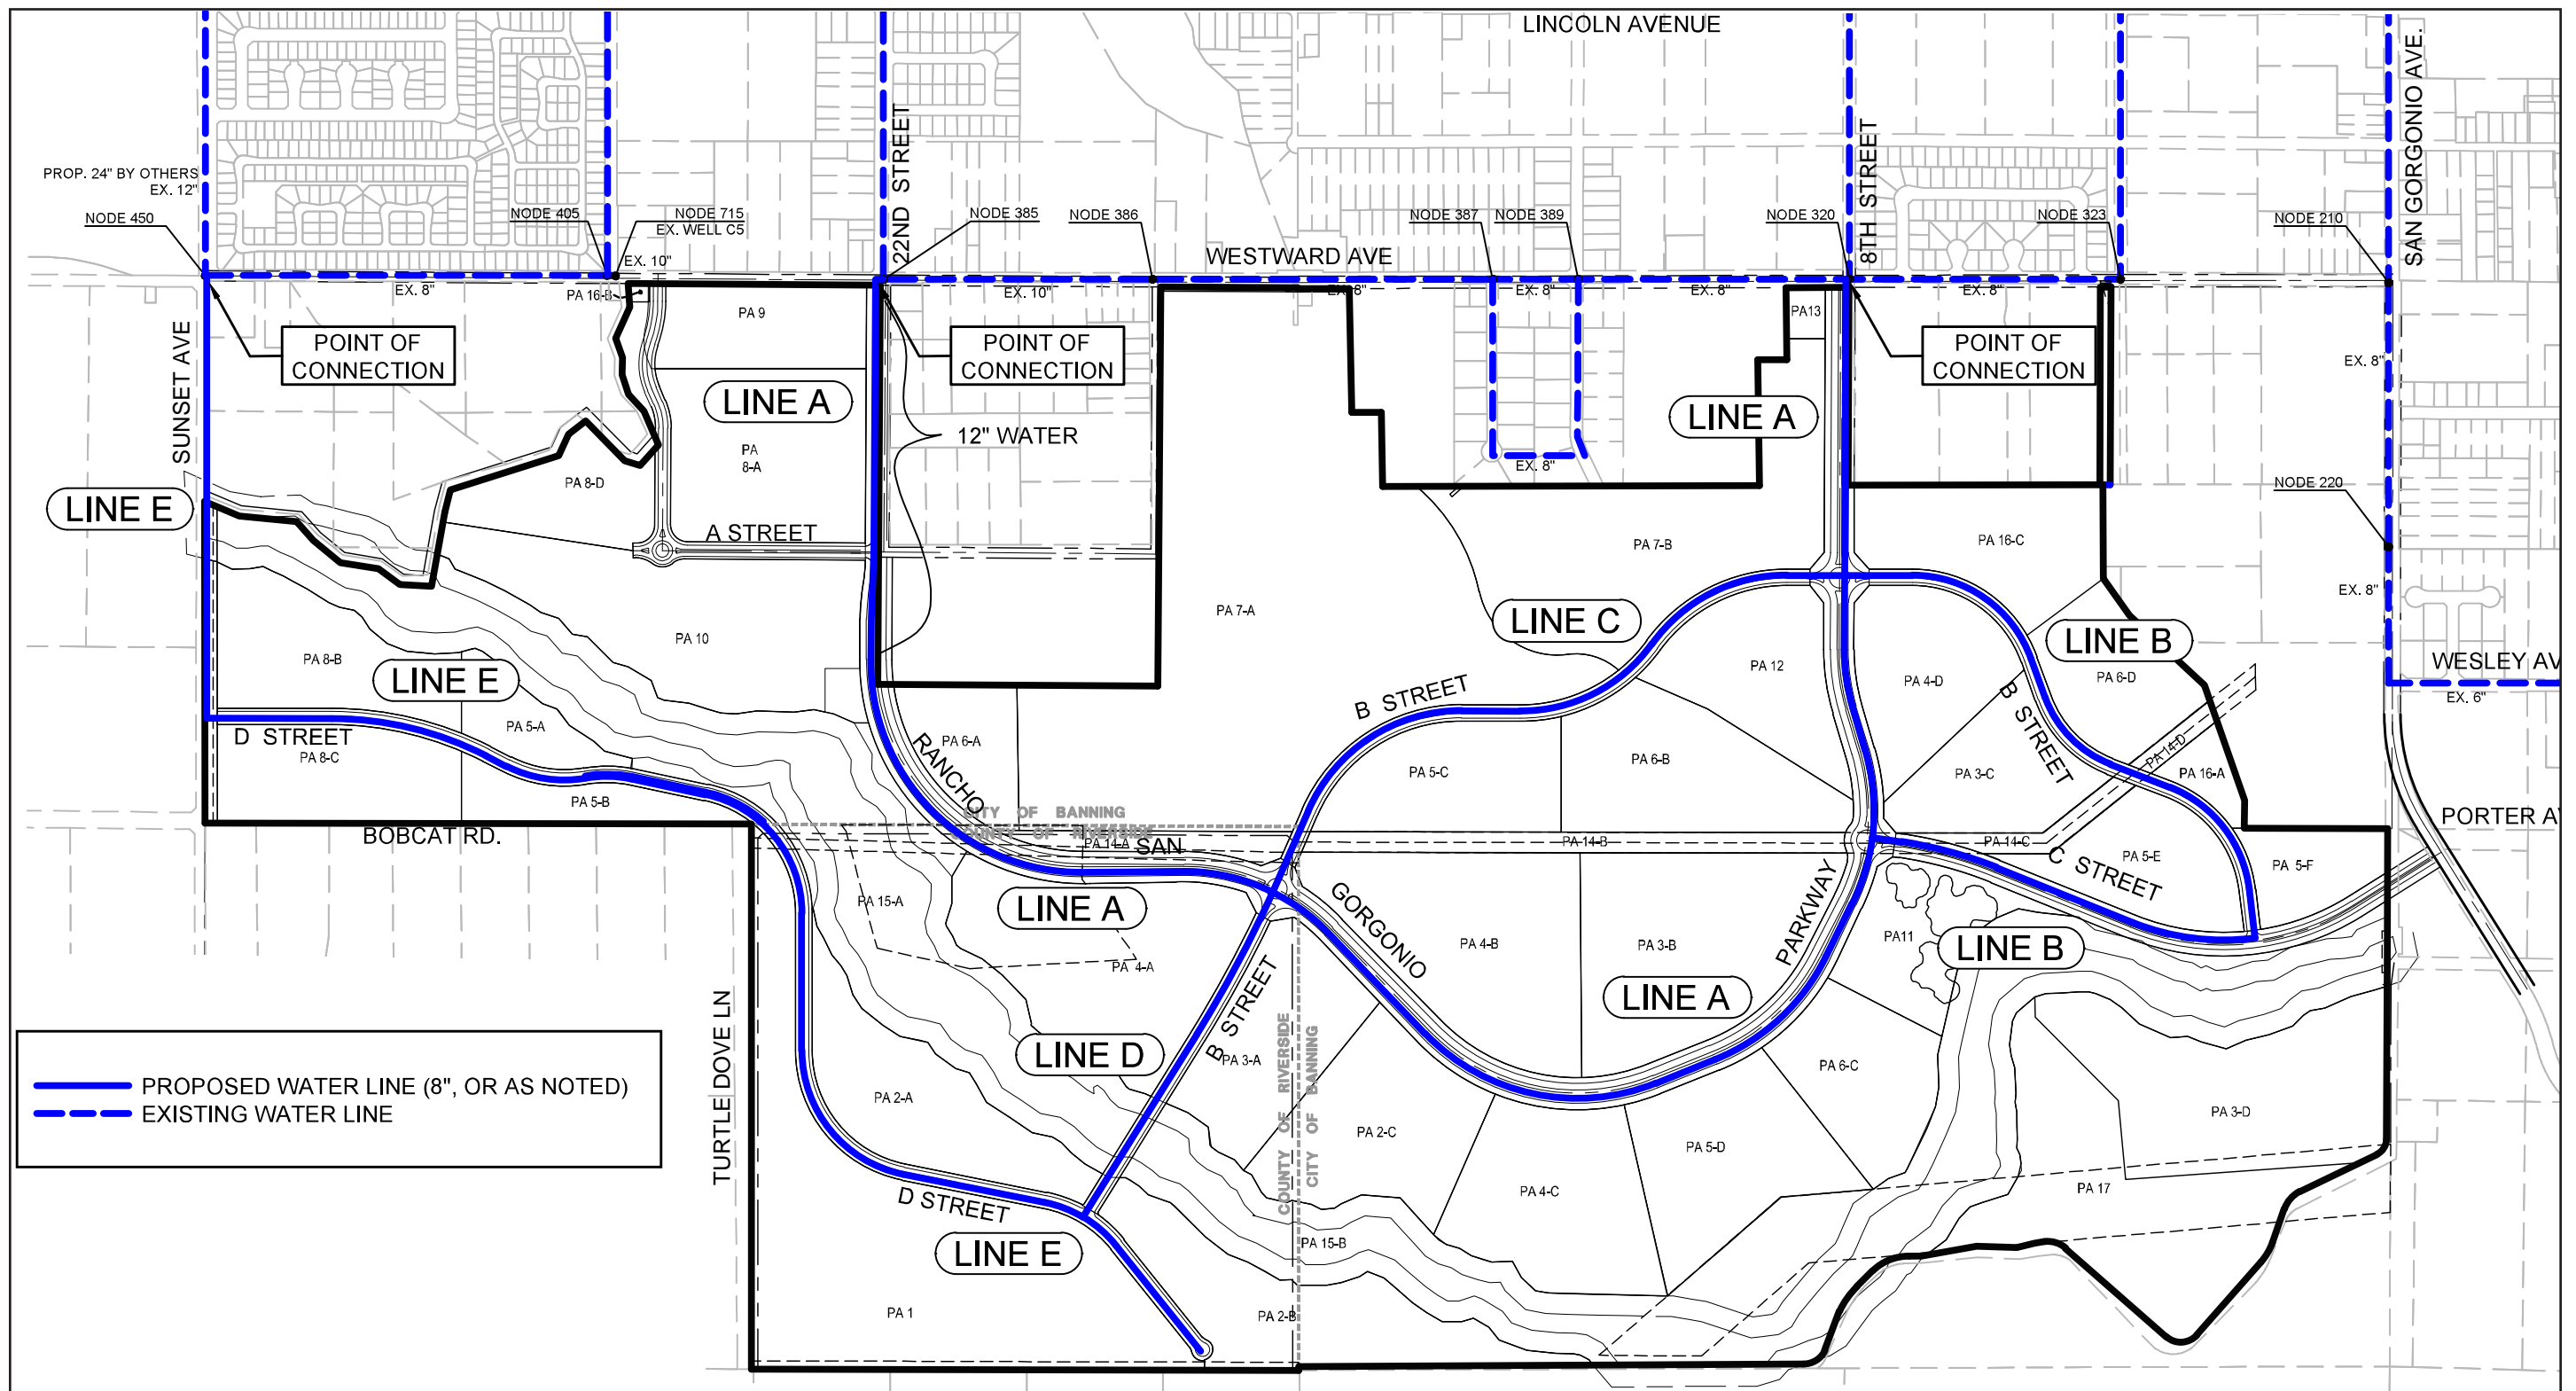 LINCOLN AVENUE
SAN GORGONIO AVE.
22ND STREET
8TH STREET
PROP. 24" BY OTHERS
EX. 12"
NODE 450
NODE 405
NODE 715
EX. WELL C5
NODE 385
NODE 386
NODE 387
NODE 389
NODE 320
NODE 323
NODE 210
WESTWARD AVE
EX. 8"
EX. 10"
EX. 10"
EX. 8"
EX. 8"
EX. 8"
EX. 8"
PA 16-B
PA 9
PA13
SUNSET AVE
POINT OF
CONNECTION
POINT OF
CONNECTION
POINT OF
CONNECTION
EX. 8"
LINE A
12" WATER
LINE A
PA
8-A
EX. 8"
PA 8-D
NODE 220
LINE E
A STREET
PA 7-B
PA 16-C
EX. 8"
PA 7-A
LINE C
PA 10
LINE B
PA 8-B
PA 12
WESLEY AV
LINE E
PA 4-D
PA 6-D
EX. 6"
B STREET
B STREET
PA 5-A
D STREET
PA 8-C
PA 6-A
RANCHO
PA 5-C
PA 6-B
PA 3-C
PA 14-D
PA 16-A
PA 5-B
CITY OF BANNING
COUNTY OF RIVERSIDE
BOBCAT RD.
PORTER A
PA 14-A
SAN
PA 14-B
PA 14-C
C STREET
PA 5-E
PA 5-F
PA 15-A
LINE A
GORGONIO
PARKWAY
PA 4-B
PA 3-B
PA11
LINE B
PA 4-A
B STREET
LINE A
TURTLE DOVE LN
LINE D
PA 3-A
COUNTY OF RIVERSIDE
CITY OF BANNING
PA 6-C
PROPOSED WATER LINE (8", OR AS NOTED)
EXISTING WATER LINE
PA 2-A
PA 2-C
PA 5-D
PA 3-D
D STREET
PA 4-C
PA 17
LINE E
PA 15-B
PA 1
PA 2-B